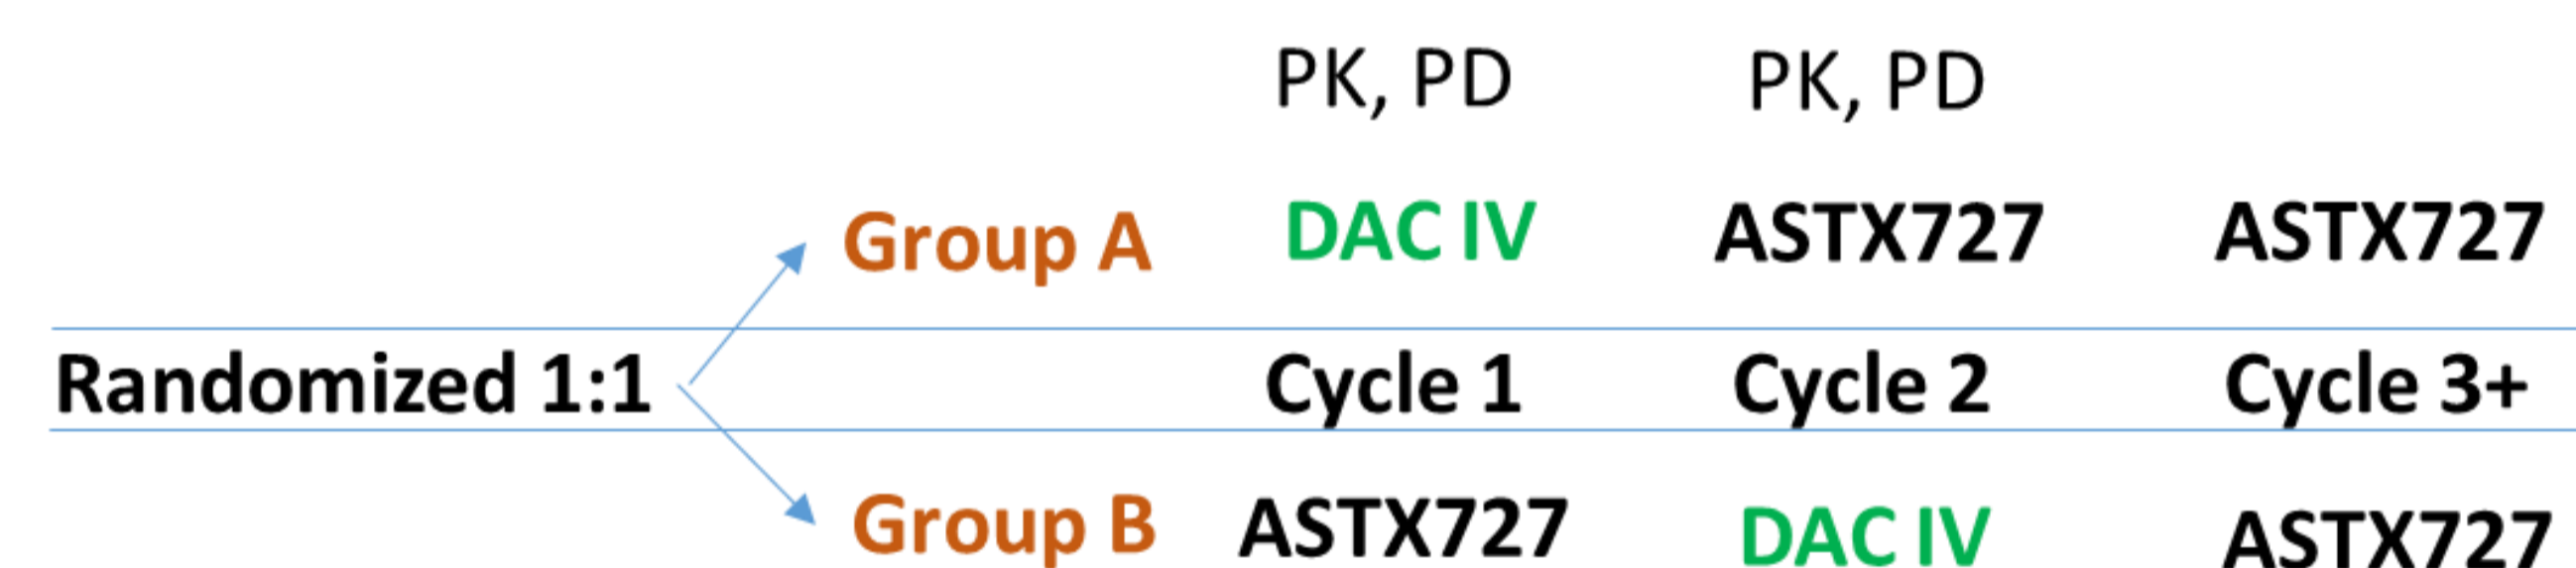 PK, PD PK, PD
Group A DAC IV ASTX727 ASTX727
Randomized 1:1 Cycle 1 Cycle 2 Cycle 3+
Group B ASTX727 DAC IV ASTX727